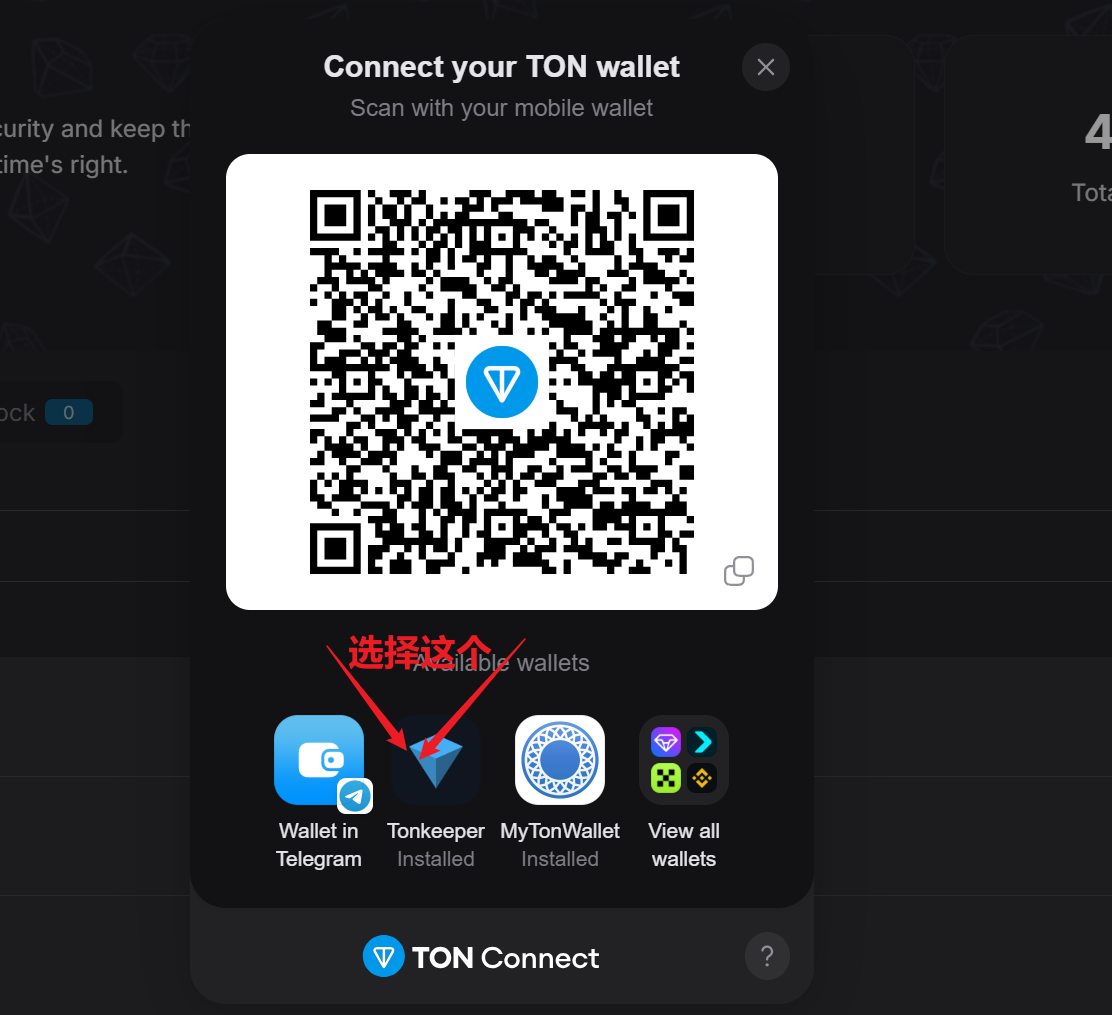 Connect your TON wallet
Scan with your mobile wallet
curity and keep th
time's right.
4
Tota
ock 0
选择这个
Available wallets
Wallet in
Telegram
Tonkeeper
Installed
MyTonWallet
Installed
View all
wallets
TON Connect
?